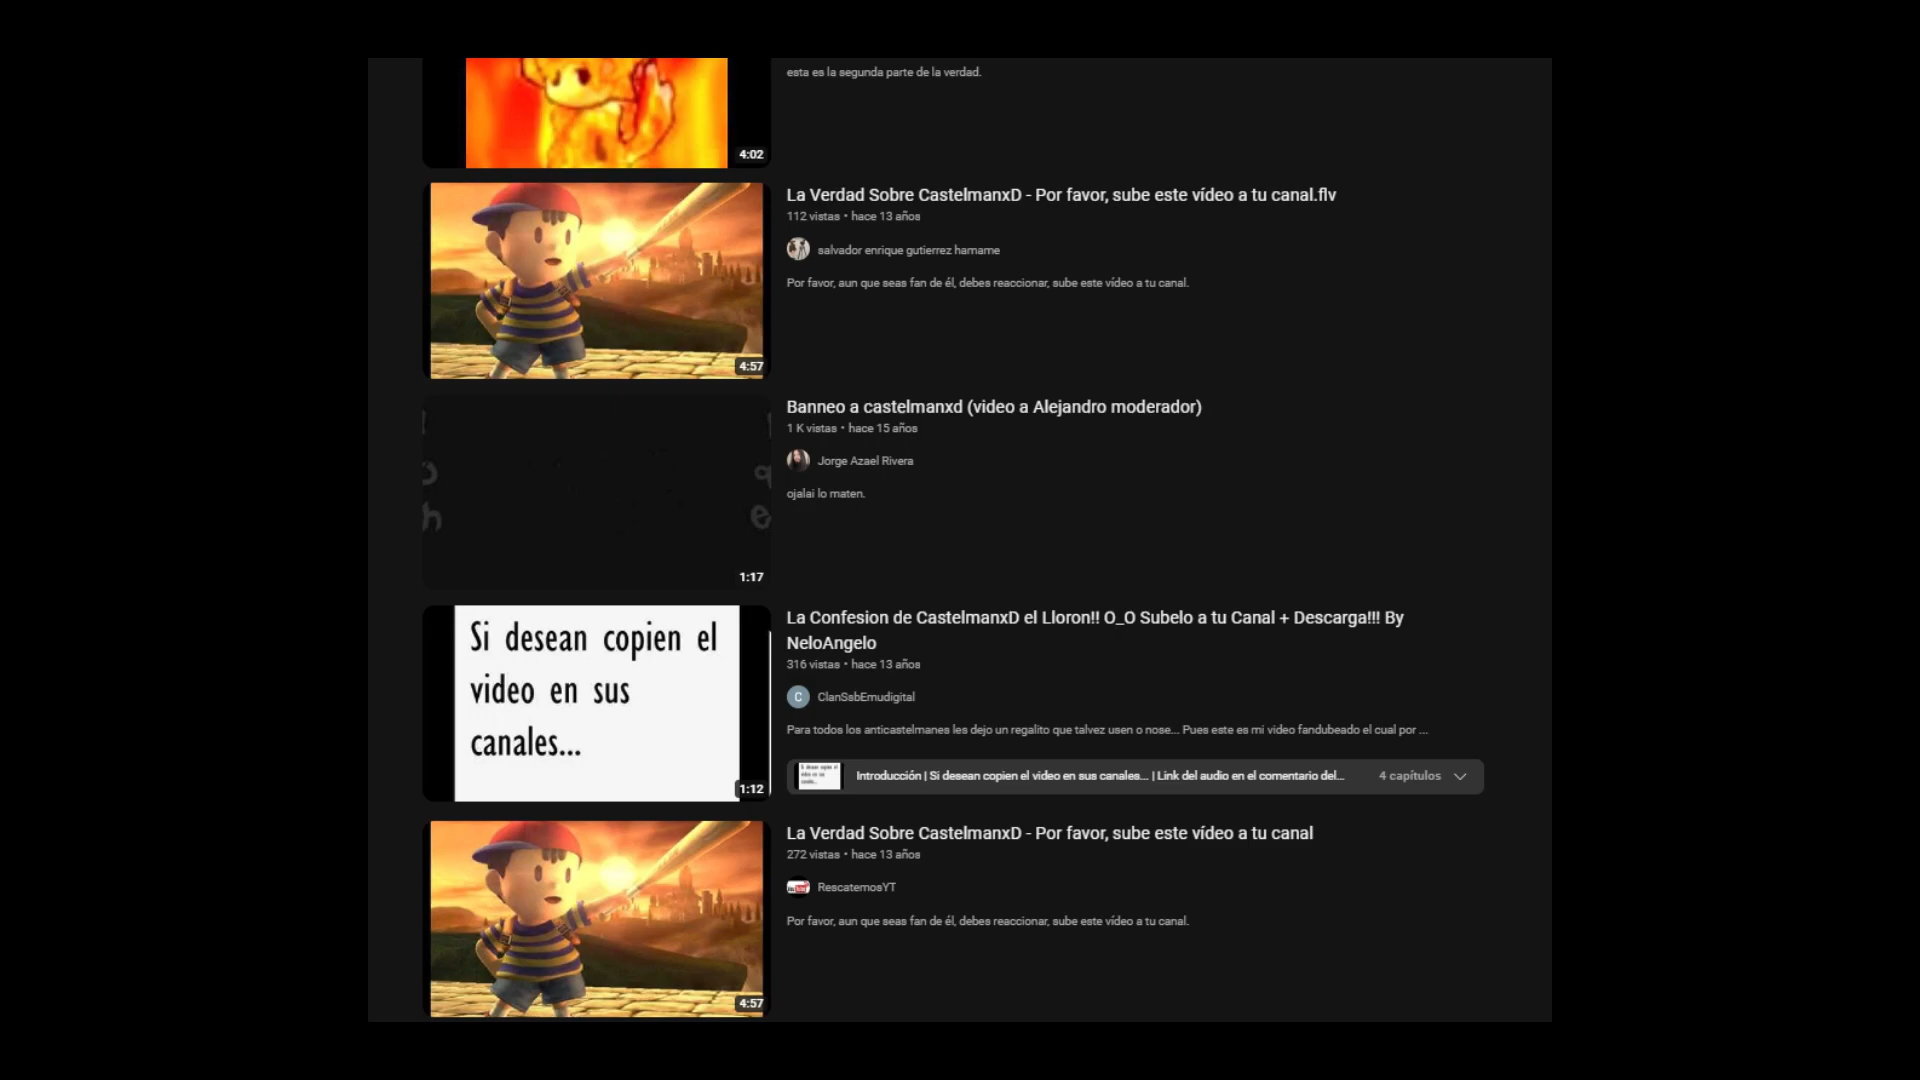 esta es la segunda parte de la verdad.
4:02
La Verdad Sobre CastelmanxD - Por favor, sube este vídeo a tu canal.flv
112 vistas • hace 13 años
salvador enrique gutierrez hamame
Por favor, aun que seas fan de él, debes reaccionar, sube este vídeo a tu canal.
4:57
Banneo a castelmanxd (video a Alejandro moderador)
1 K vistas • hace 15 años
Jorge Azael Rivera
ojalai lo maten.
1:17
La Confesion de CastelmanxD el Lloron!! O_O Subelo a tu Canal + Descarga!!! By
NeloAngelo
316 vistas • hace 13 años
C ClanSsbEmudigital
Para todos los anticastelmanes les dejo un regalito que talvez usen o nose... Pues este es mi video fandubeado el cual por ...
Si desean copien el
video en sus
canales...
1:12
Introducción | Si desean copien el video en sus canales... | Link del audio en el comentario del...
4 capítulos
La Verdad Sobre CastelmanxD - Por favor, sube este vídeo a tu canal
272 vistas • hace 13 años
RescatemosYT
Por favor, aun que seas fan de él, debes reaccionar, sube este vídeo a tu canal.
4:57